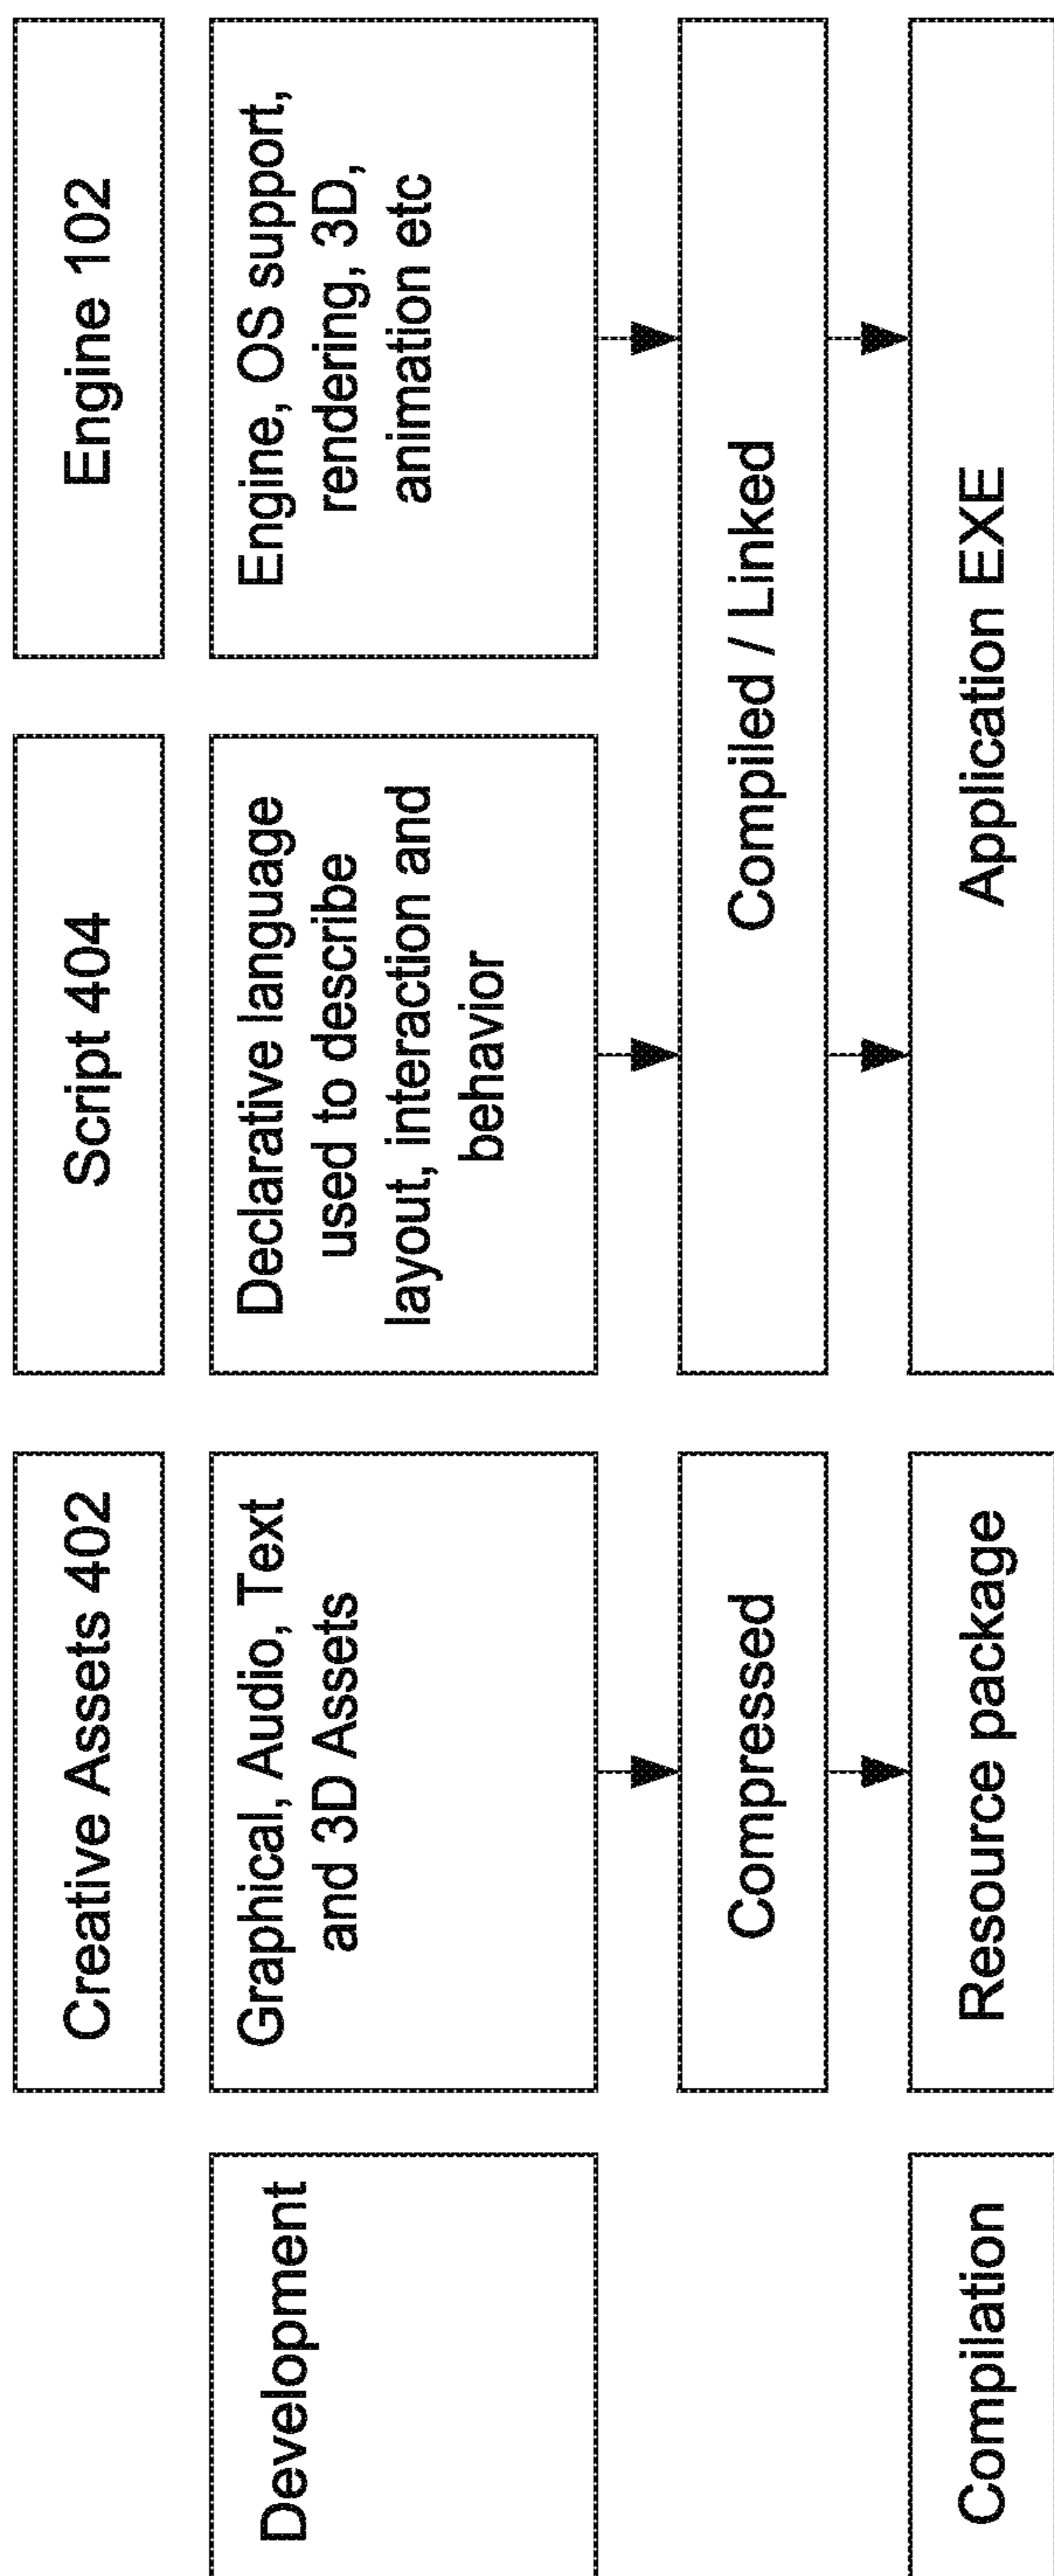 Creative Assets 402
Script 404
Engine 102
Development
Graphical, Audio, Text
and 3D Assets
Declarative language
used to describe
layout, interaction and
behavior
Engine, OS support,
rendering, 3D,
animation etc
Compressed
Compiled / Linked
Compilation
Resource package
Application EXE